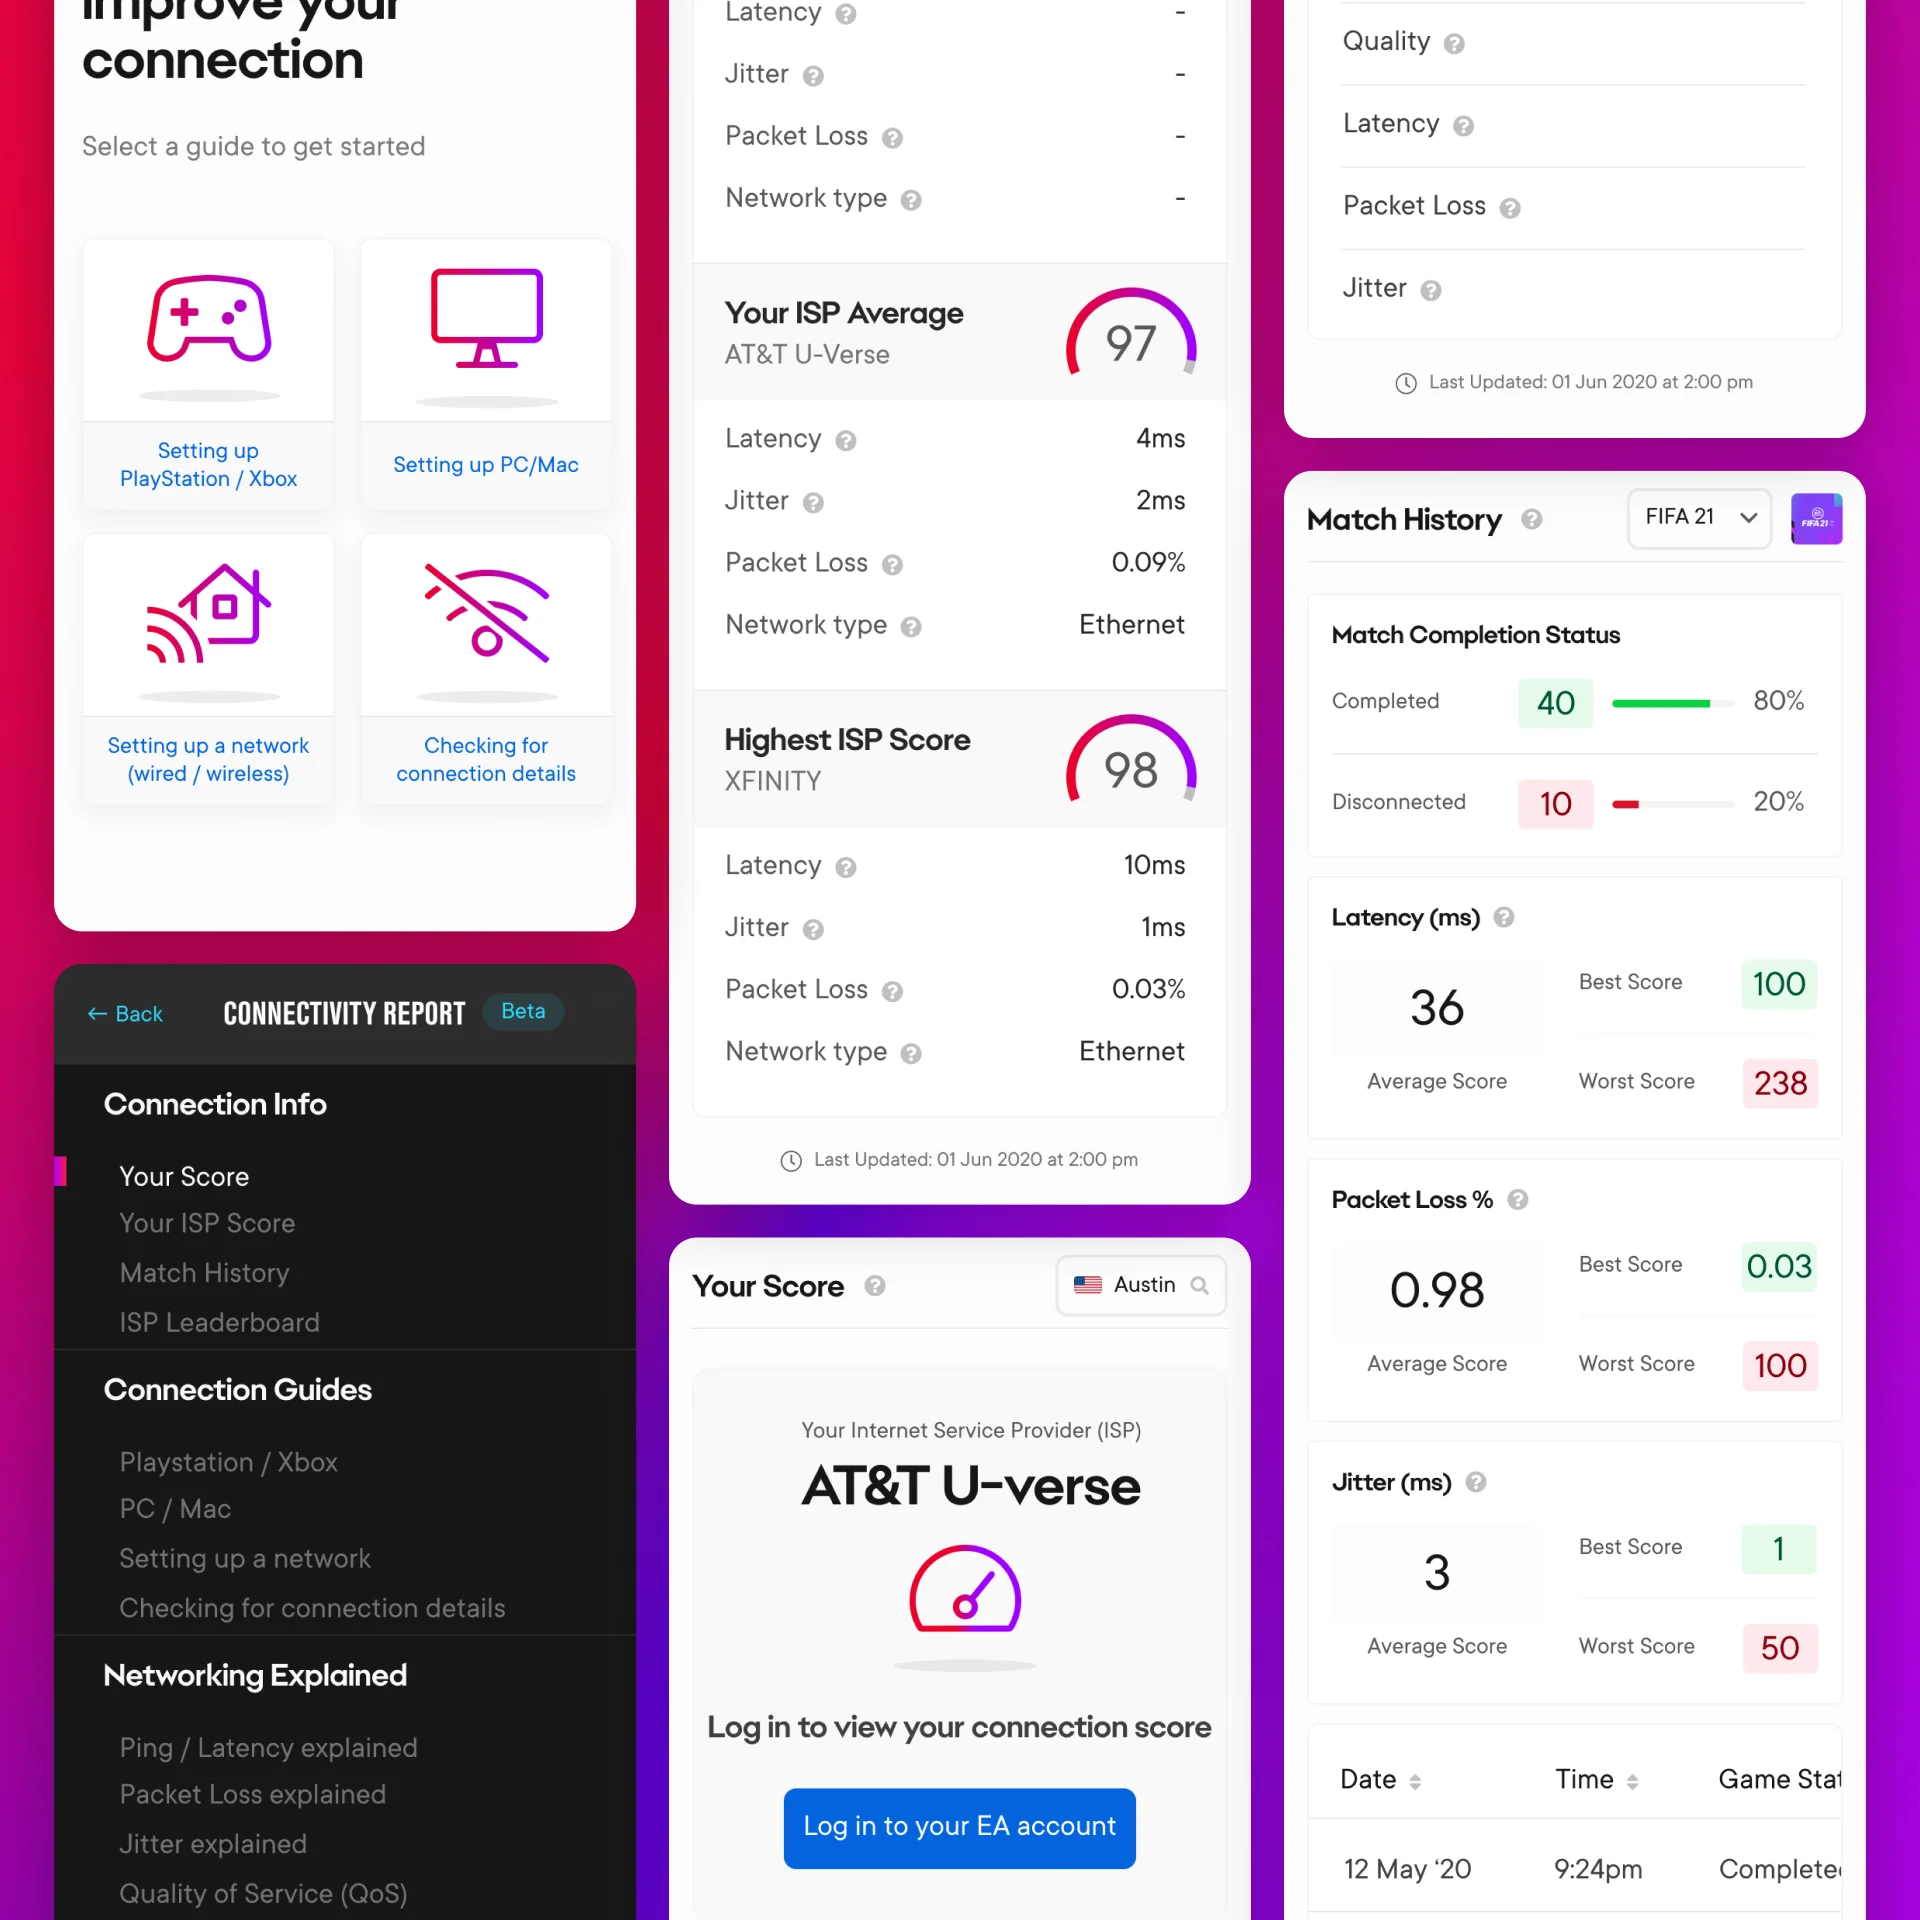 Improve your
connection
Select a guide to get started
Setting up
PlayStation / Xbox
Setting up PC/Mac
Setting up a network
(wired / wireless)
Checking for
connection details
← Back
CONNECTIVITY REPORT
Beta
Connection Info
Your Score
Your ISP Score
Match History
ISP Leaderboard
Connection Guides
Playstation / Xbox
PC / Mac
Setting up a network
Checking for connection details
Networking Explained
Ping / Latency explained
Packet Loss explained
Jitter explained
Quality of Service (QoS)
Latency ? -
Jitter ? -
Packet Loss ? -
Network type ? -
Your ISP Average
AT&T U-Verse
97
Latency ? 4ms
Jitter ? 2ms
Packet Loss ? 0.09%
Network type ? Ethernet
Highest ISP Score
XFINITY
98
Latency ? 10ms
Jitter ? 1ms
Packet Loss ? 0.03%
Network type ? Ethernet
Last Updated: 01 Jun 2020 at 2:00 pm
Your Score ? Austin
Your Internet Service Provider (ISP)
AT&T U-verse
Log in to view your connection score
Log in to your EA account
Quality ?
Latency ?
Packet Loss ?
Jitter ?
Last Updated: 01 Jun 2020 at 2:00 pm
Match History ? FIFA 21
EA
FIFA 21
Match Completion Status
Completed 40 80%
Disconnected 10 20%
Latency (ms) ?
36
Average Score
Best Score 100
Worst Score 238
Packet Loss % ?
0.98
Average Score
Best Score 0.03
Worst Score 100
Jitter (ms) ?
3
Average Score
Best Score 1
Worst Score 50
Date Time Game Stat
12 May ‘20 9:24pm Complete